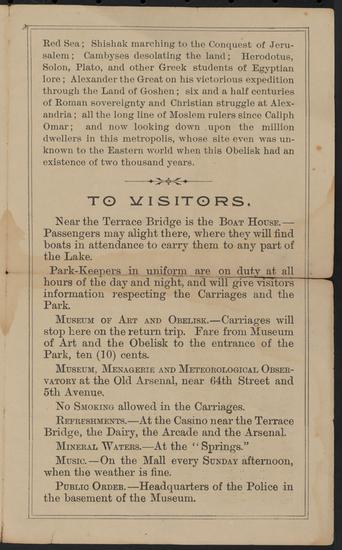 Red Sea; Shishak marching to the Conquest of Jeru-
salem; Cambyses desolating the land; Herodotus,
Solon, Plato, and other Greek students of Egyptian
lore; Alexander the Great on his victorious expedition
through the Land of Goshen; six and a half centuries
of Roman sovereignty and Christian struggle at Alex-
andria; all the long line of Moslem rulers since Caliph
Omar; and now looking down upon the million
dwellers in this metropolis, whose site even was un-
known to the Eastern world when this Obelisk had an
existence of two thousand years.
TO VISITORS.
Near the Terrace Bridge is the BOAT HOUSE.—
Passengers may alight there, where they will find
boats in attendance to carry them to any part of
the Lake.
Park-Keepers in uniform are on duty at all
hours of the day and night, and will give visitors
information respecting the Carriages and the
Park.
MUSEUM OF ART AND OBELISK.—Carriages will
stop here on the return trip. Fare from Museum
of Art and the Obelisk to the entrance of the
Park, ten (10) cents.
MUSEUM, MENAGERIE AND METEOROLOGICAL OBSER-
VATORY at the Old Arsenal, near 64th Street and
5th Avenue.
No SMOKING allowed in the Carriages.
REFRESHMENTS.—At the Casino near the Terrace
Bridge, the Dairy, the Arcade and the Arsenal.
MINERAL WATERS.—At the "Springs."
MUSIC.—On the Mall every SUNDAY afternoon,
when the weather is fine.
PUBLIC ORDER.—Headquarters of the Police in
the basement of the Museum.